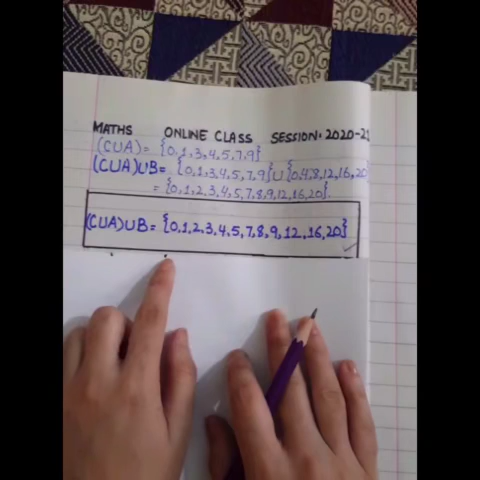 MATHS ONLINE CLASS SESSION: 2020-21
(CUA) = {0,1,3,4,5,7,9}
(CUA)UB = {0,1,3,4,5,7,9} U {0,4,8,12,16,20}
= {0,1,2,3,4,5,7,8,9,12,16,20}.
(CUA)UB = {0,1,2,3,4,5,7,8,9,12,16,20}